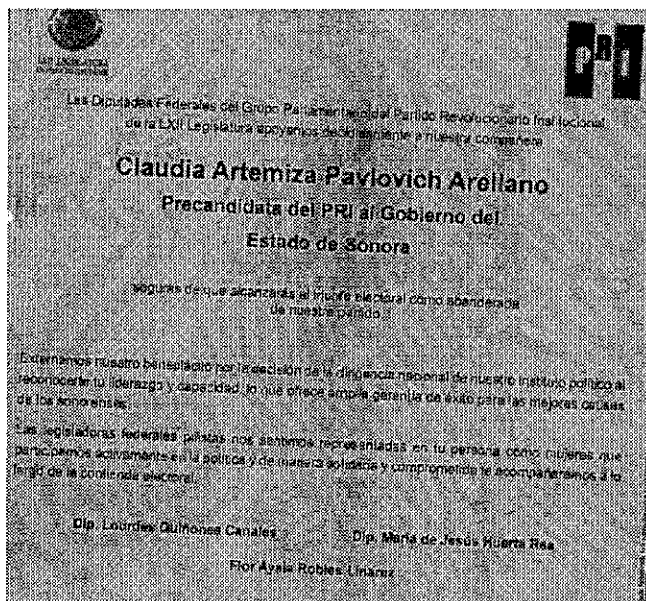 LXII LEGISLATURA
PRI
Las Diputadas Federales del Grupo Parlamentario del Partido Revolucionario Institucional
de la LXII Legislatura apoyamos decididamente a nuestra compañera
Claudia Artemiza Pavlovich Arellano
Precandidata del PRI al Gobierno del
Estado de Sonora
seguras de que alcanzarás el triunfo electoral como abanderada
de nuestro partido
Externamos nuestro beneplácito por la decisión de la dirigencia nacional de nuestro instituto político al
reconocerte tu liderazgo y capacidad, lo que ofrece amplia garantía de éxito para las mejores causas
de los sonorenses.
Las legisladoras federales priistas nos sentimos representadas en tu persona como mujeres que
participamos activamente en la política y de manera solidaria y comprometida te acompañaremos a lo
largo de la contienda electoral.
Dip. Lourdes Quiñones Canales Dip. María de Jesús Huerta Rea
Flor Ayala Robles Linares